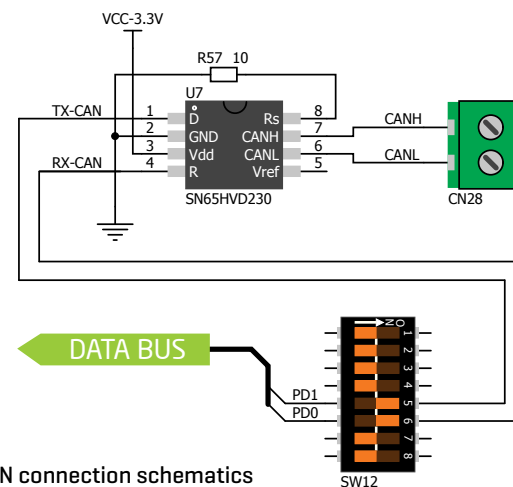 VCC-3.3V
R57 10
U7
TX-CAN 1 D Rs 8
2 GND CANH 7 CANH
3 Vdd CANL 6 CANL
RX-CAN 4 R Vref 5
SN65HVD230
CN28
DATA BUS
ON
1
2
3
4
PD1 5
PD0 6
7
8
SW12
N connection schematics